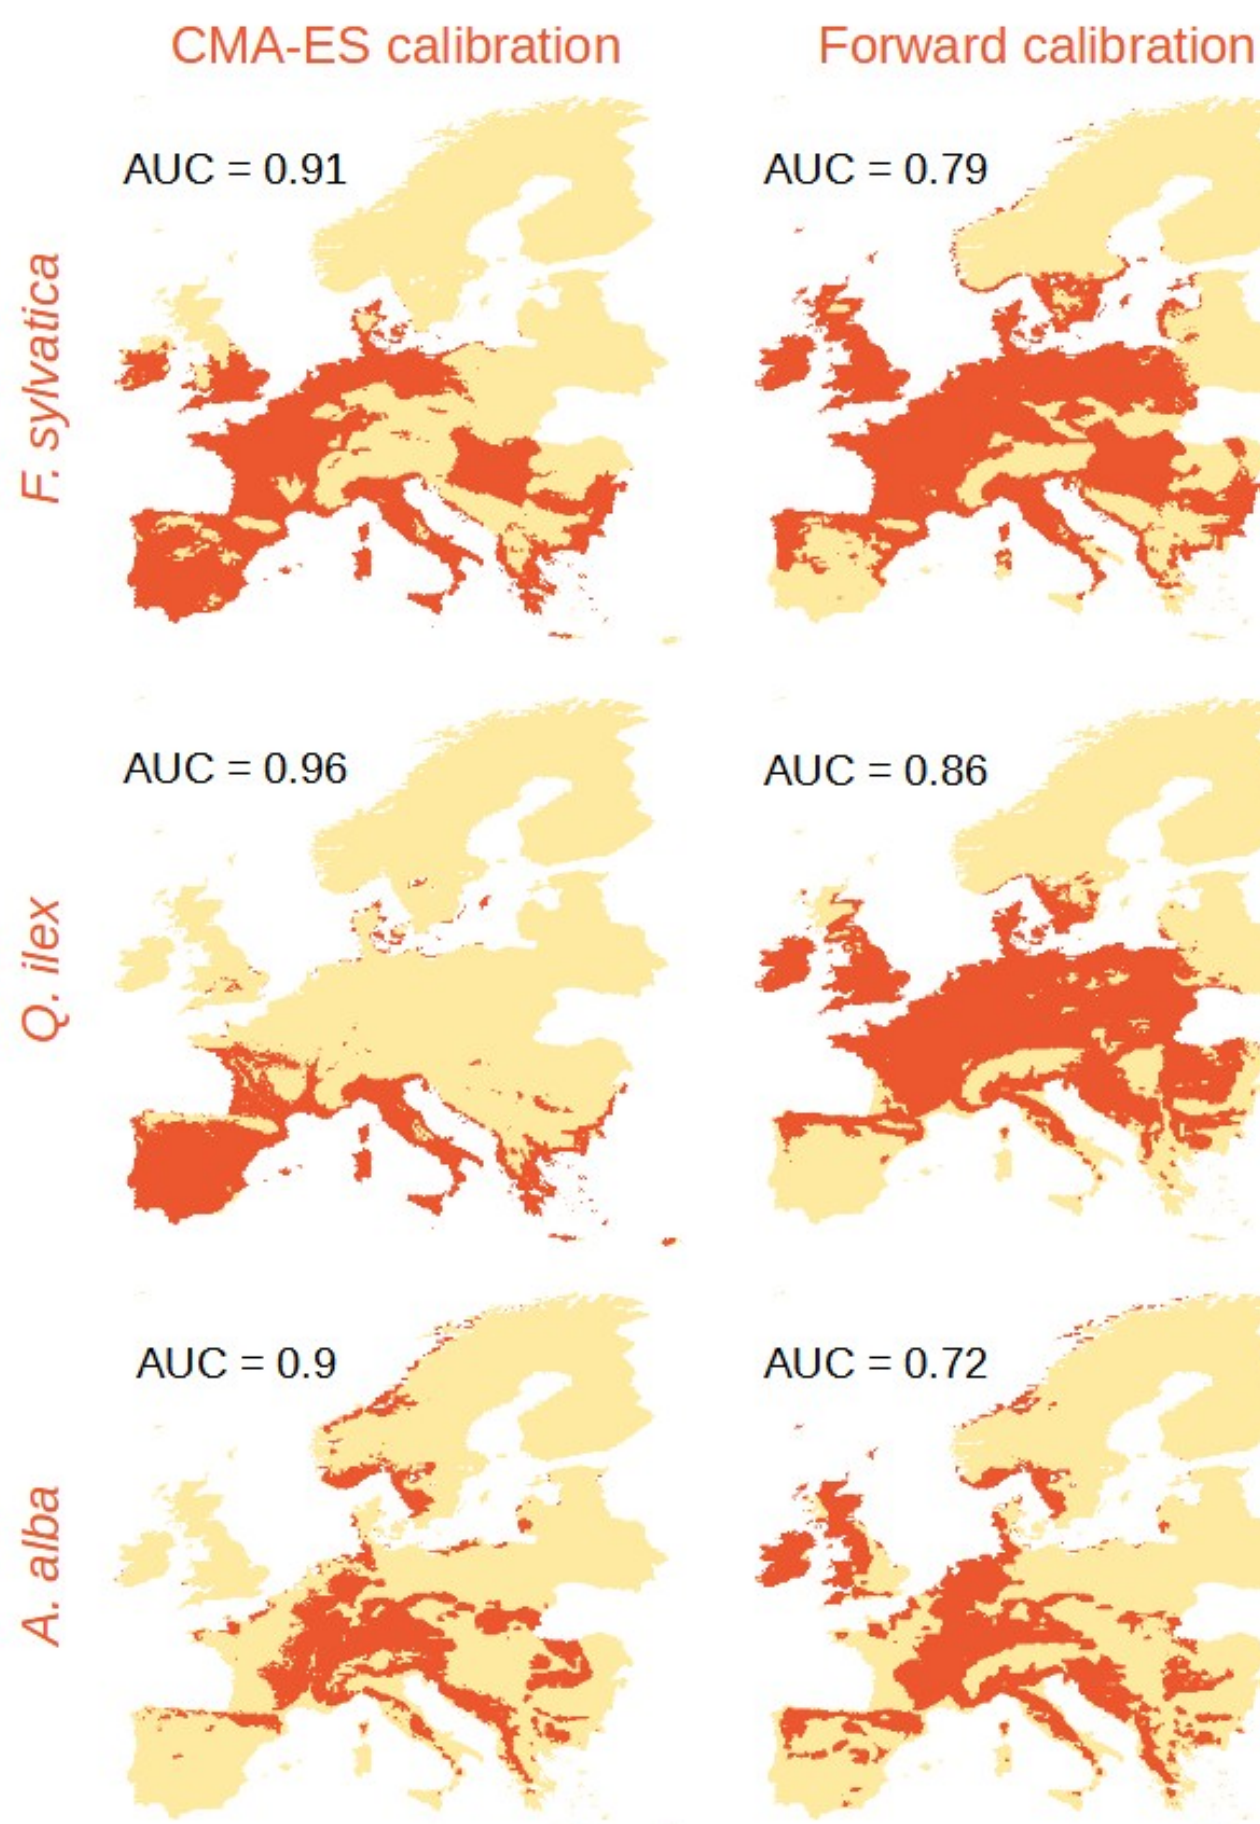 CMA-ES calibration
Forward calibration
F. sylvatica
AUC = 0.91
AUC = 0.79
Q. ilex
AUC = 0.96
AUC = 0.86
A. alba
AUC = 0.9
AUC = 0.72